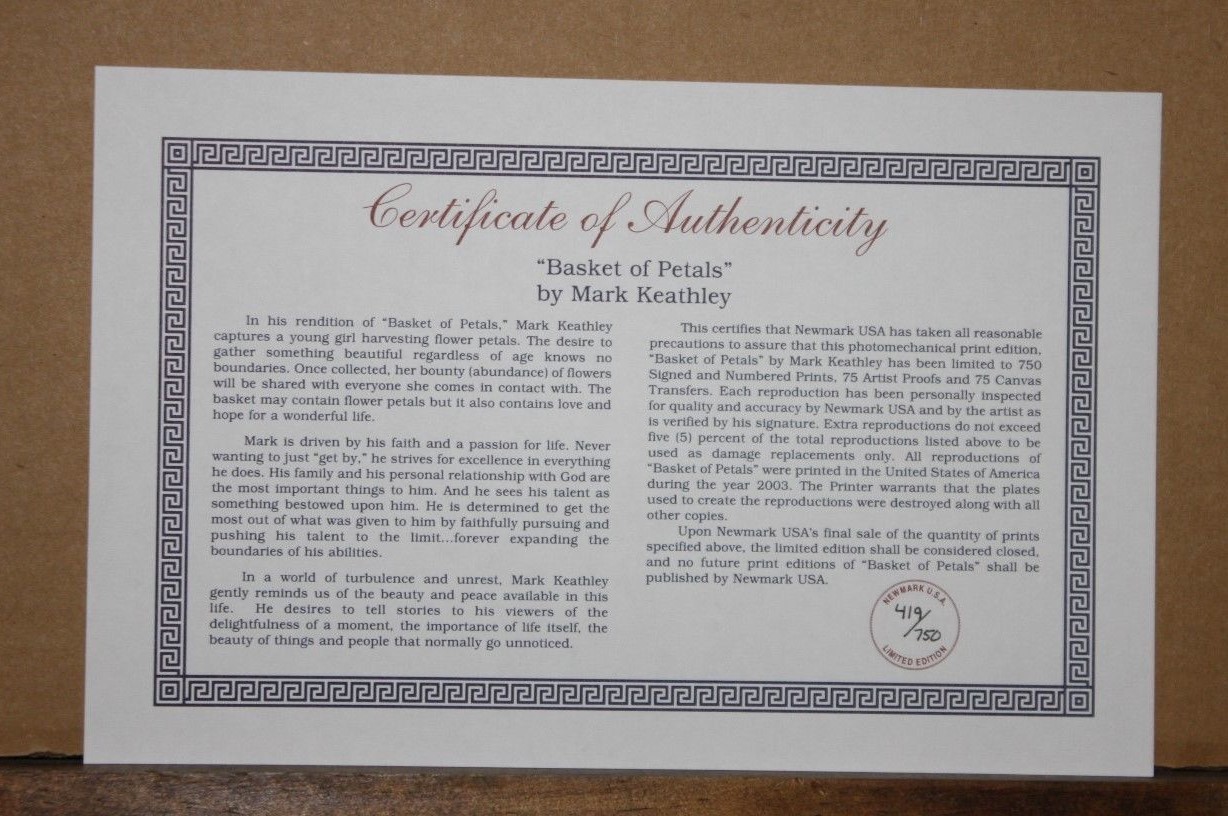 Certificate of Authenticity
“Basket of Petals”
by Mark Keathley
In his rendition of “Basket of Petals,” Mark Keathley
captures a young girl harvesting flower petals. The desire to
gather something beautiful regardless of age knows no
boundaries. Once collected, her bounty (abundance) of flowers
will be shared with everyone she comes in contact with. The
basket may contain flower petals but it also contains love and
hope for a wonderful life.
Mark is driven by his faith and a passion for life. Never
wanting to just “get by,” he strives for excellence in everything
he does. His family and his personal relationship with God are
the most important things to him. And he sees his talent as
something bestowed upon him. He is determined to get the
most out of what was given to him by faithfully pursuing and
pushing his talent to the limit...forever expanding the
boundaries of his abilities.
In a world of turbulence and unrest, Mark Keathley
gently reminds us of the beauty and peace available in this
life. He desires to tell stories to his viewers of the
delightfulness of a moment, the importance of life itself, the
beauty of things and people that normally go unnoticed.
This certifies that Newmark USA has taken all reasonable
precautions to assure that this photomechanical print edition,
“Basket of Petals” by Mark Keathley has been limited to 750
Signed and Numbered Prints, 75 Artist Proofs and 75 Canvas
Transfers. Each reproduction has been personally inspected
for quality and accuracy by Newmark USA and by the artist as
is verified by his signature. Extra reproductions do not exceed
five (5) percent of the total reproductions listed above to be
used as damage replacements only. All reproductions of
“Basket of Petals” were printed in the United States of America
during the year 2003. The Printer warrants that the plates
used to create the reproductions were destroyed along with all
other copies.
Upon Newmark USA’s final sale of the quantity of prints
specified above, the limited edition shall be considered closed,
and no future print editions of “Basket of Petals” shall be
published by Newmark USA.
NEWMARK U.S.A.
419/750
LIMITED EDITION